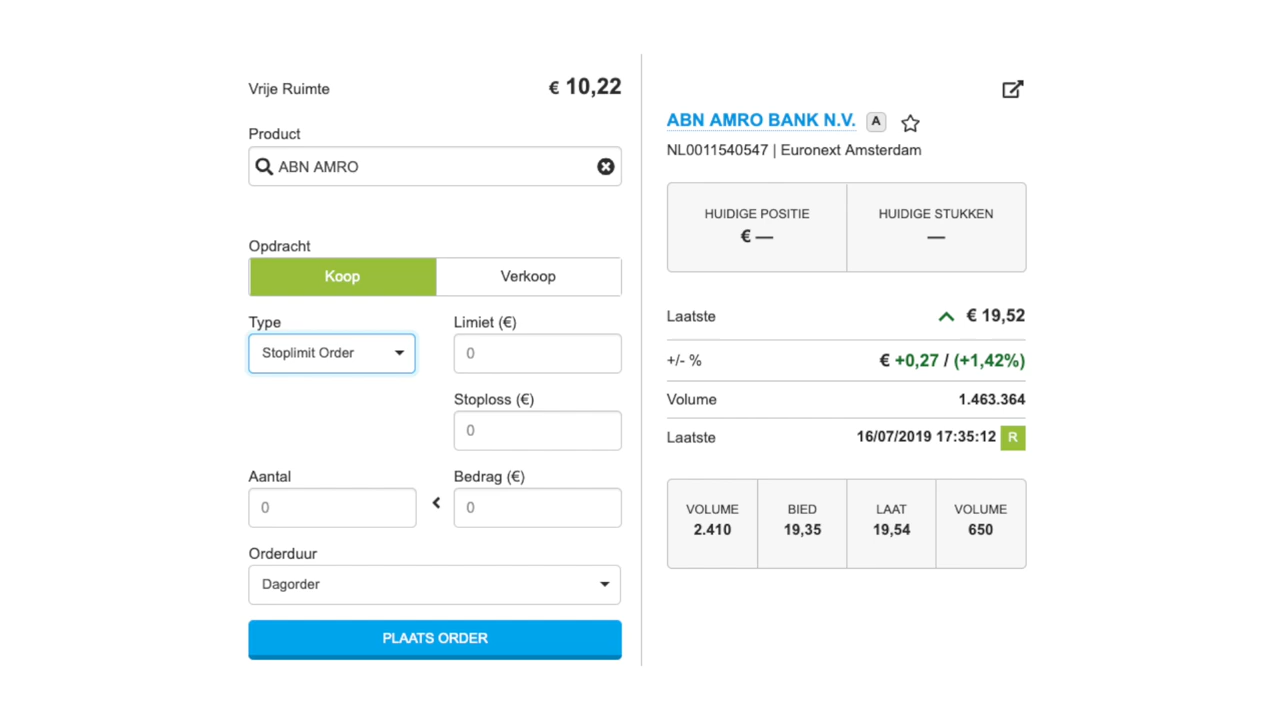 Vrije Ruimte € 10,22
Product
ABN AMRO
Opdracht
Koop Verkoop
Type Limiet (€)
Stoplimit Order 0
Stoploss (€)
0
Aantal Bedrag (€)
0 0
Orderduur
Dagorder
PLAATS ORDER
ABN AMRO BANK N.V. A
NL0011540547 | Euronext Amsterdam
HUIDIGE POSITIE HUIDIGE STUKKEN
€ — —
Laatste € 19,52
+/- % € +0,27 / (+1,42%)
Volume 1.463.364
Laatste 16/07/2019 17:35:12 R
VOLUME BIED LAAT VOLUME
2.410 19,35 19,54 650